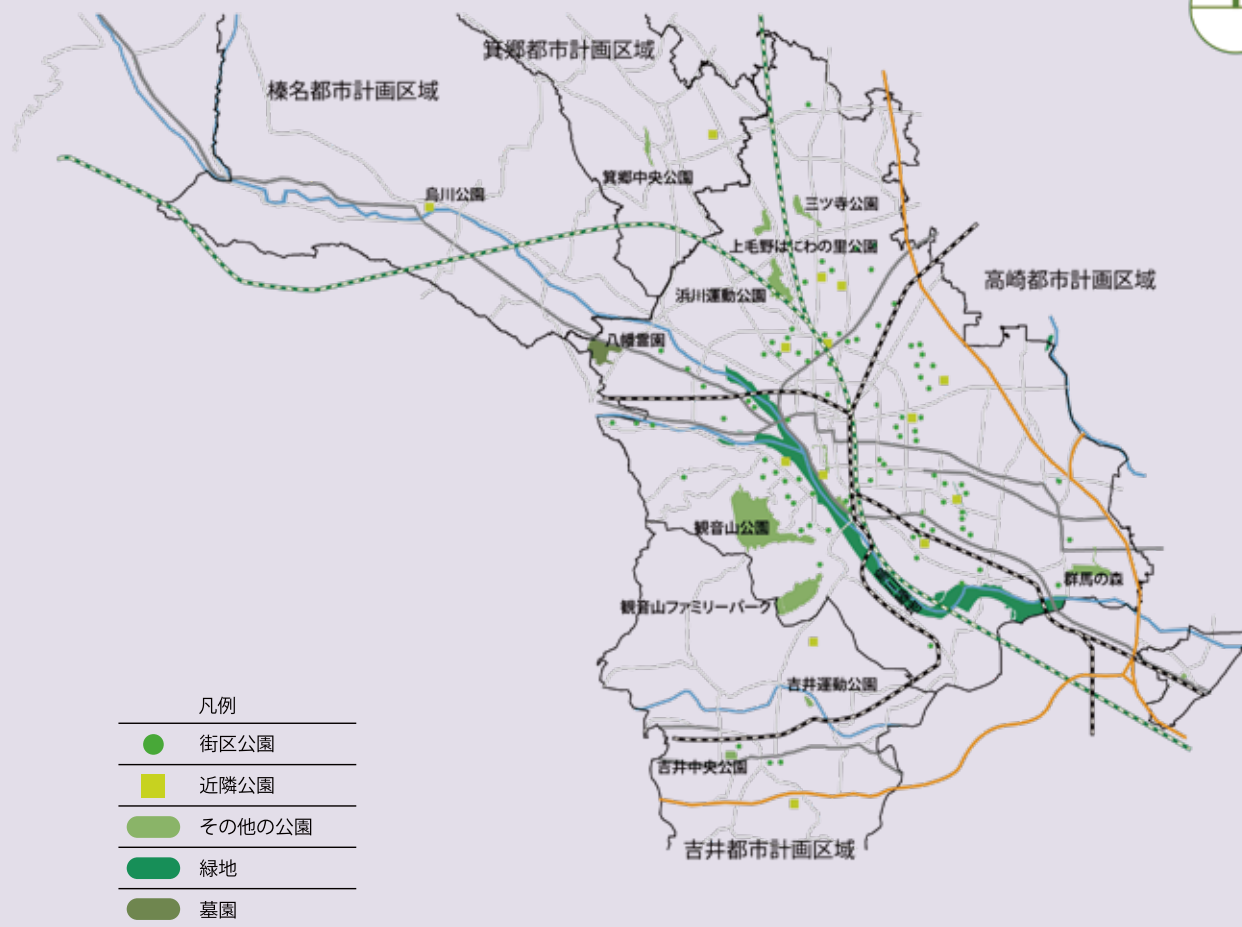 箕郷都市計画区域
榛名都市計画区域
箕郷中央公園
烏川公園
三ツ寺公園
上毛野はにわの里公園
高崎都市計画区域
浜川運動公園
八幡霊園
観音山公園
群馬の森
観音山ファミリーパーク
吉井運動公園
吉井中央公園
吉井都市計画区域
凡例
街区公園
近隣公園
その他の公園
緑地
墓園